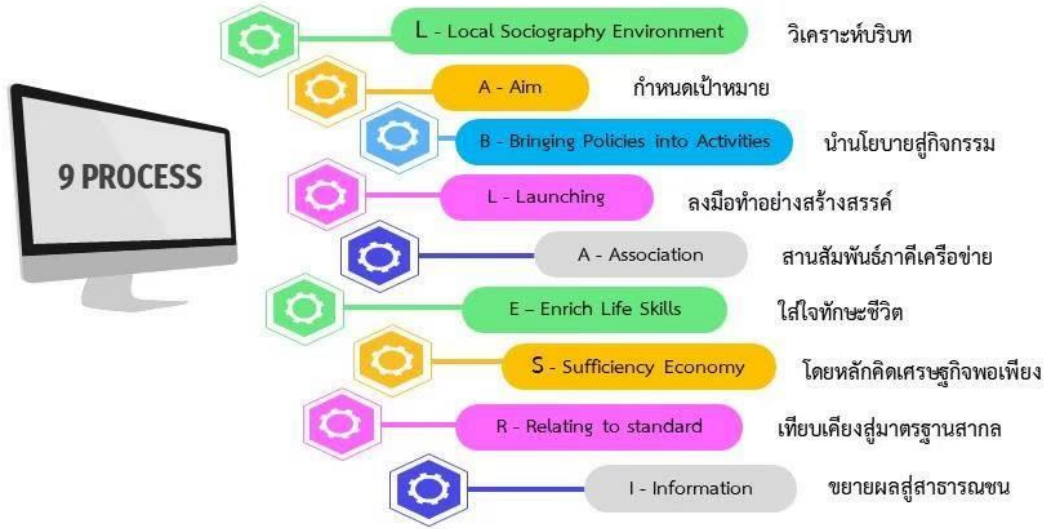 L - Local Sociography Environment วิเคราะห์บริบท
A - Aim กำหนดเป้าหมาย
B - Bringing Policies into Activities นำนโยบายสู่กิจกรรม
9 PROCESS
L - Launching ลงมือทำอย่างสร้างสรรค์
A - Association สานสัมพันธ์ภาคีเครือข่าย
E – Enrich Life Skills ใส่ใจทักษะชีวิต
S - Sufficiency Economy โดยหลักคิดเศรษฐกิจพอเพียง
R - Relating to standard เทียบเคียงสู่มาตรฐานสากล
I - Information ขยายผลสู่สาธารณชน